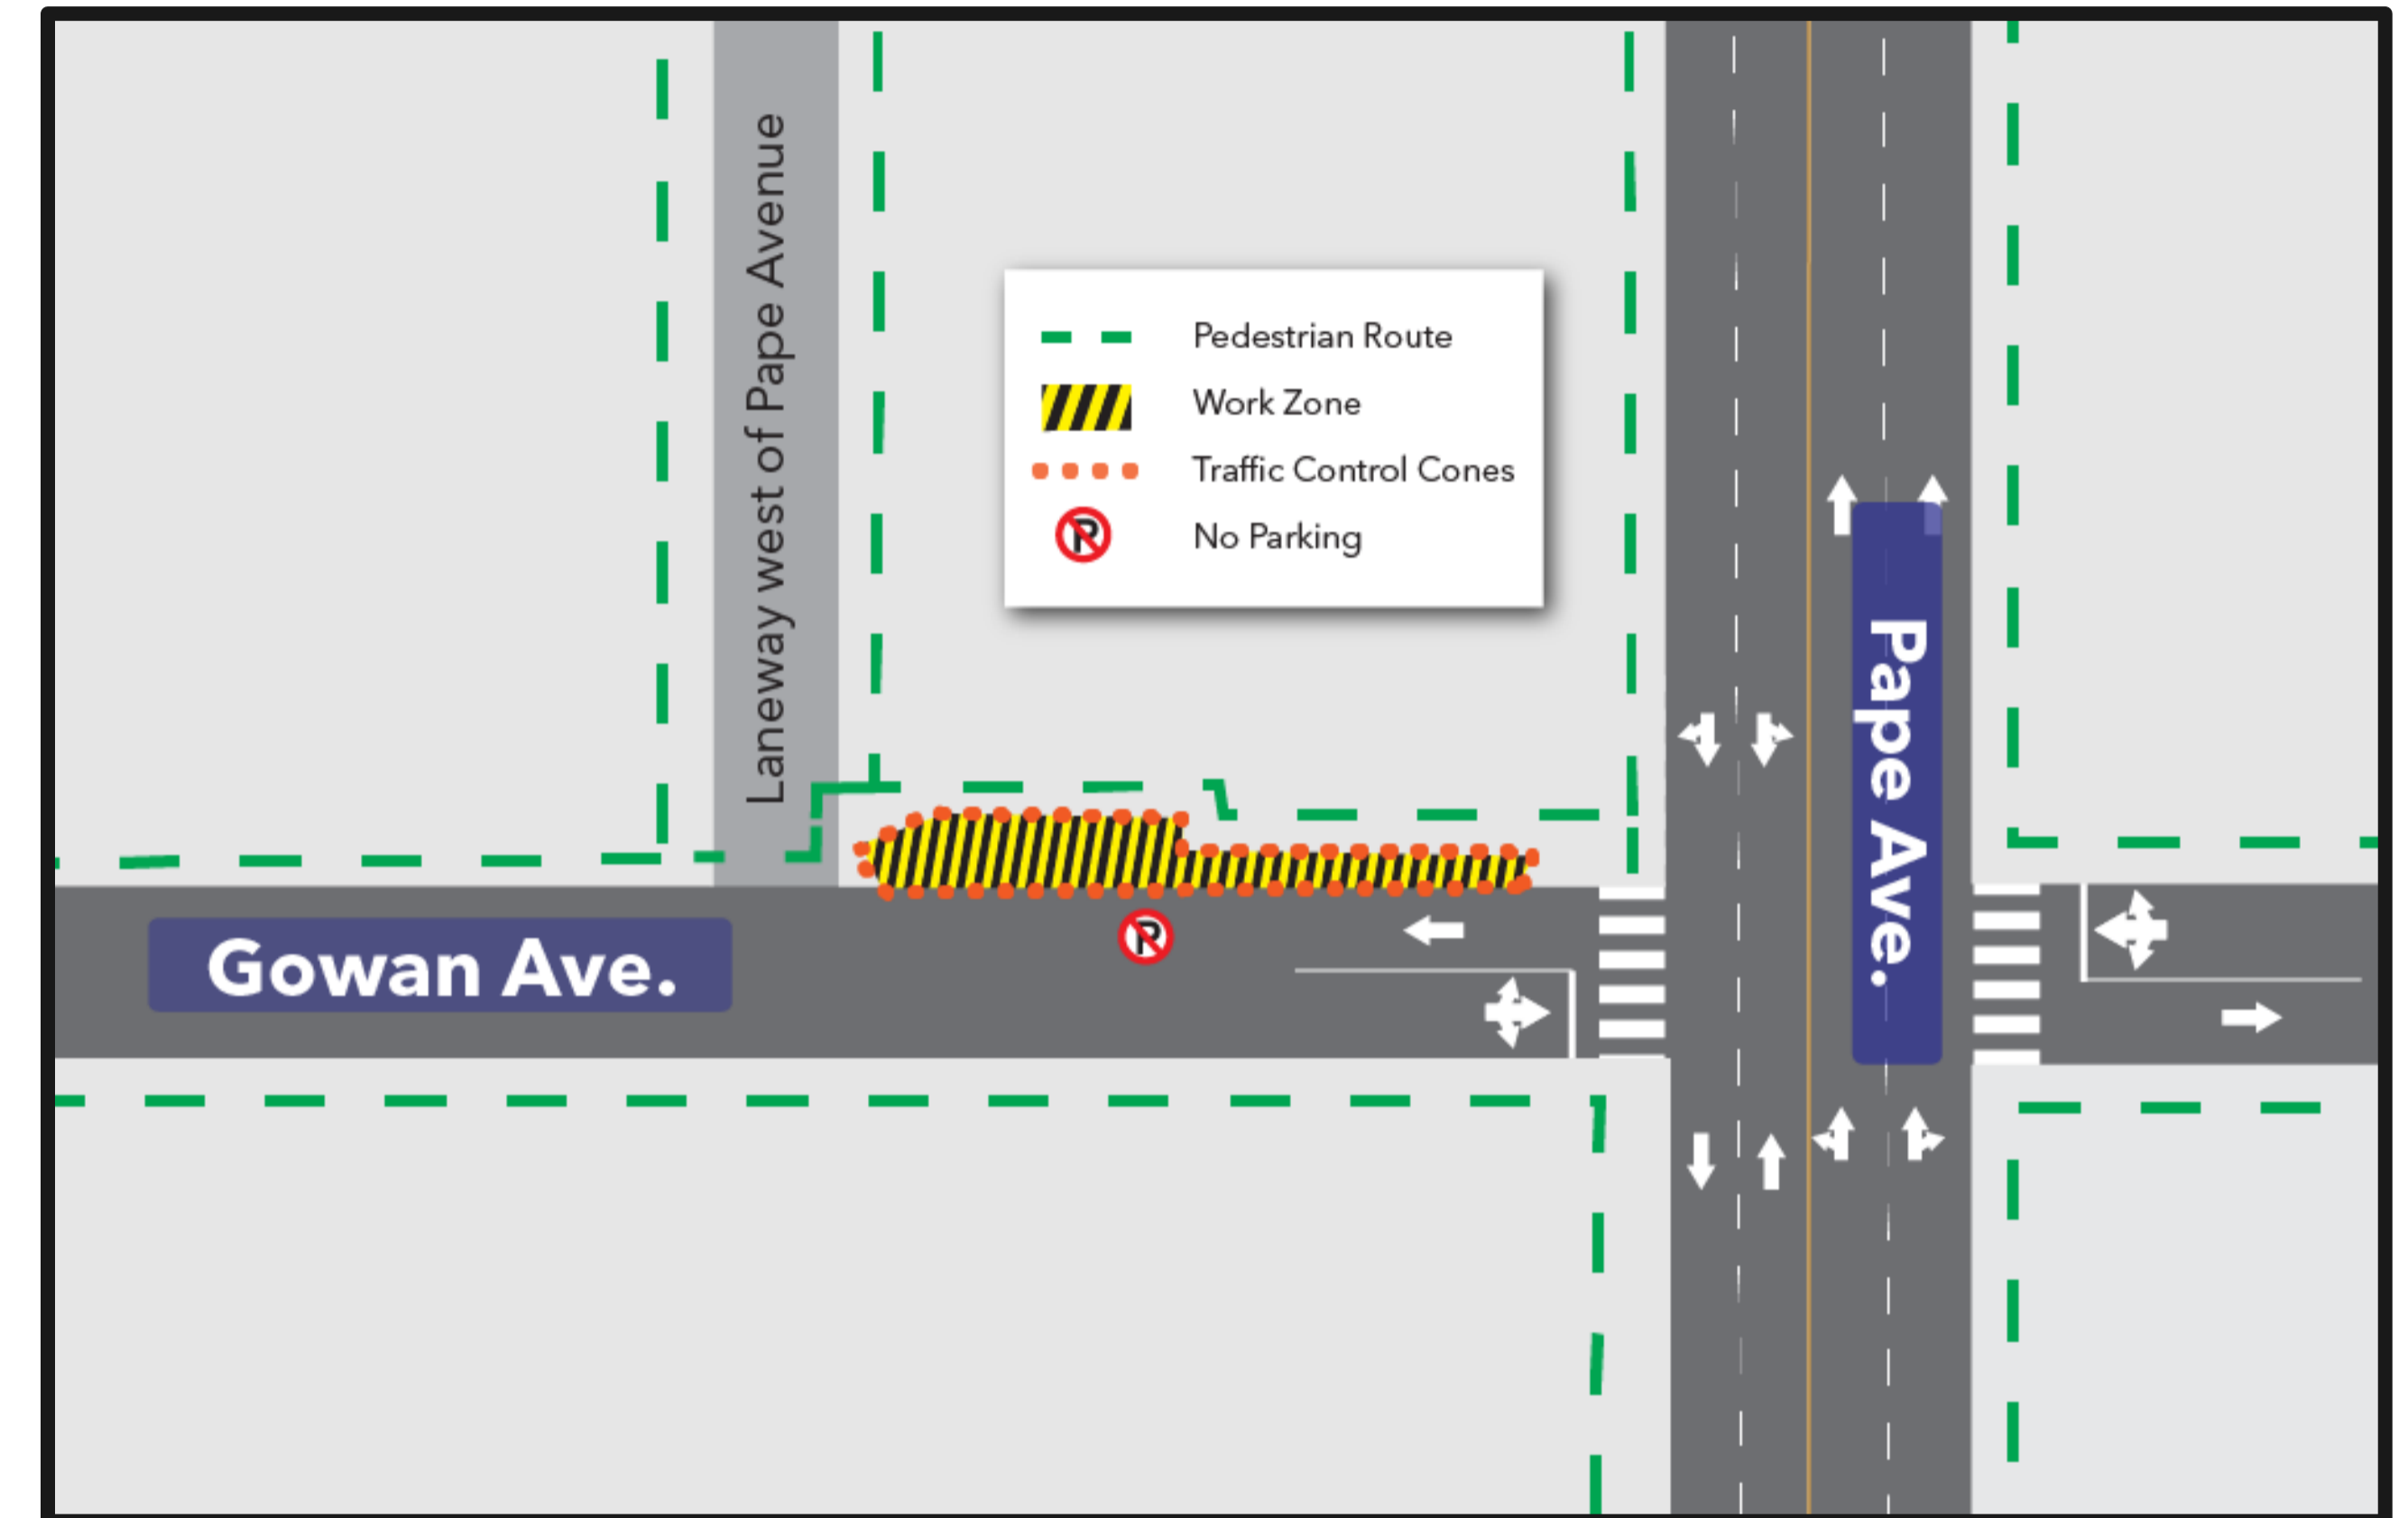 Laneway west of Pape Avenue
Pedestrian Route
Work Zone
Traffic Control Cones
P
No Parking
Pape Ave.
P
Gowan Ave.